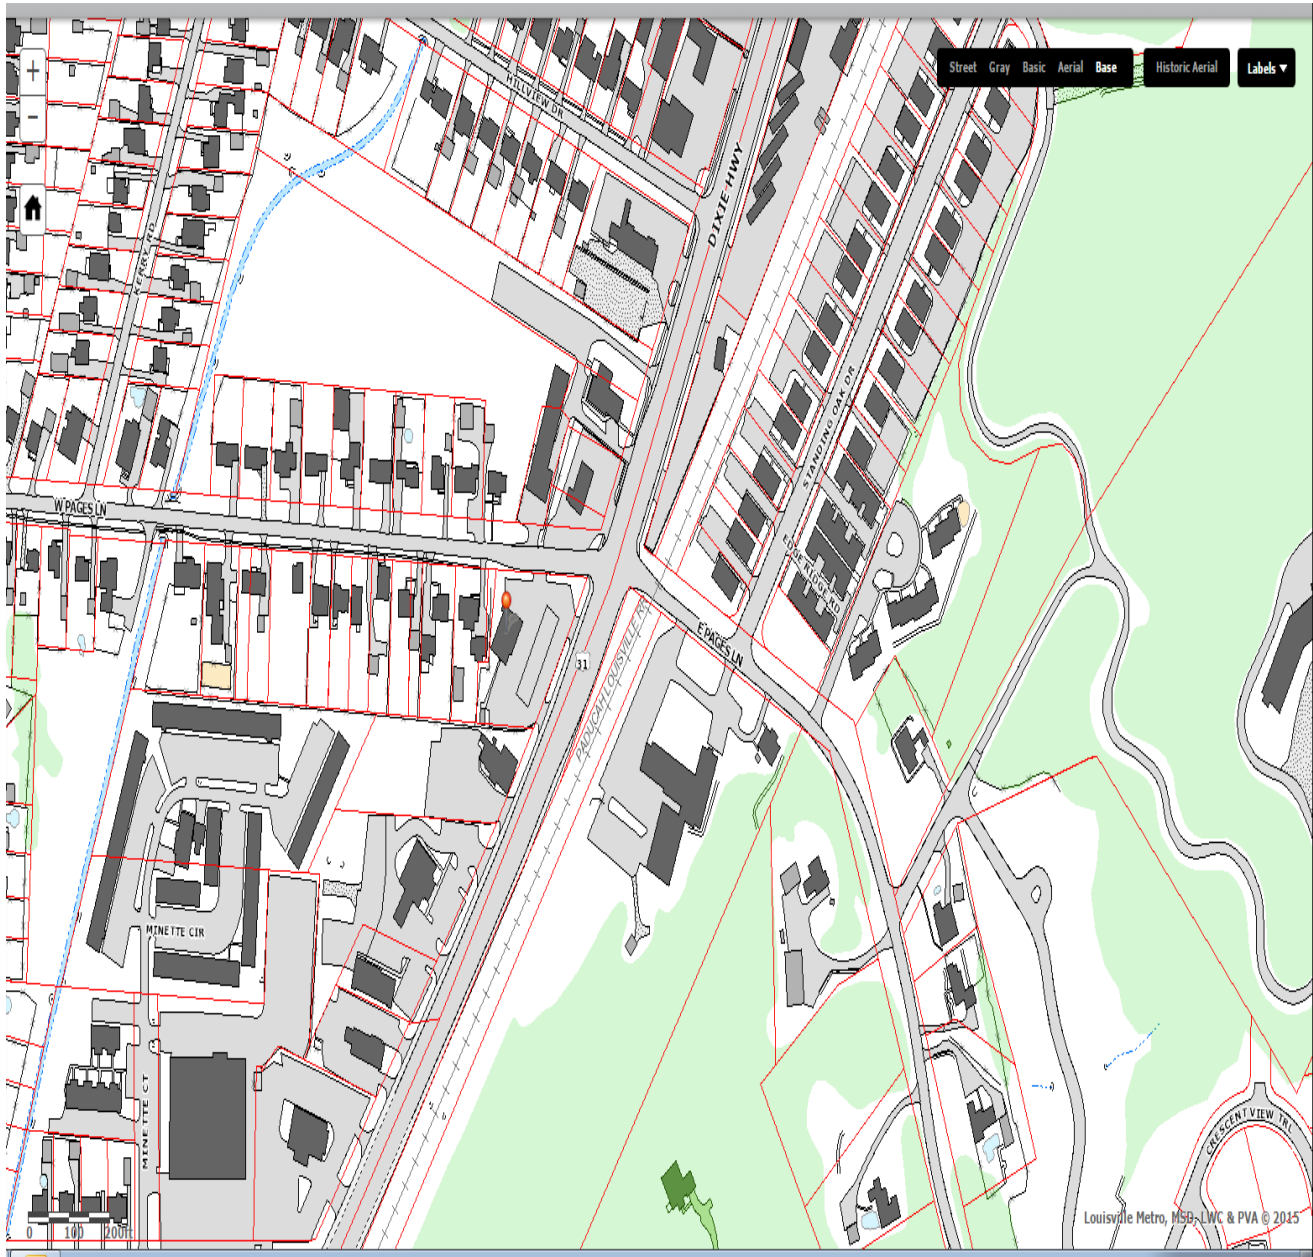 Street Gray Basic Aerial Base Historic Aerial Labels ▼
+
−
HILLVIEW DR
DIXIE HWY
KERRY RD
STANDING OAK DR
W PAGES LN
EDGE RIDGE RD
E PAGES LN
31
PADUCAH LOUISVILLE RR
MINETTE CIR
MINETTE CT
CRESCENT VIEW TRL
0 100 200ft
Louisville Metro, MSD, LWC & PVA © 2015